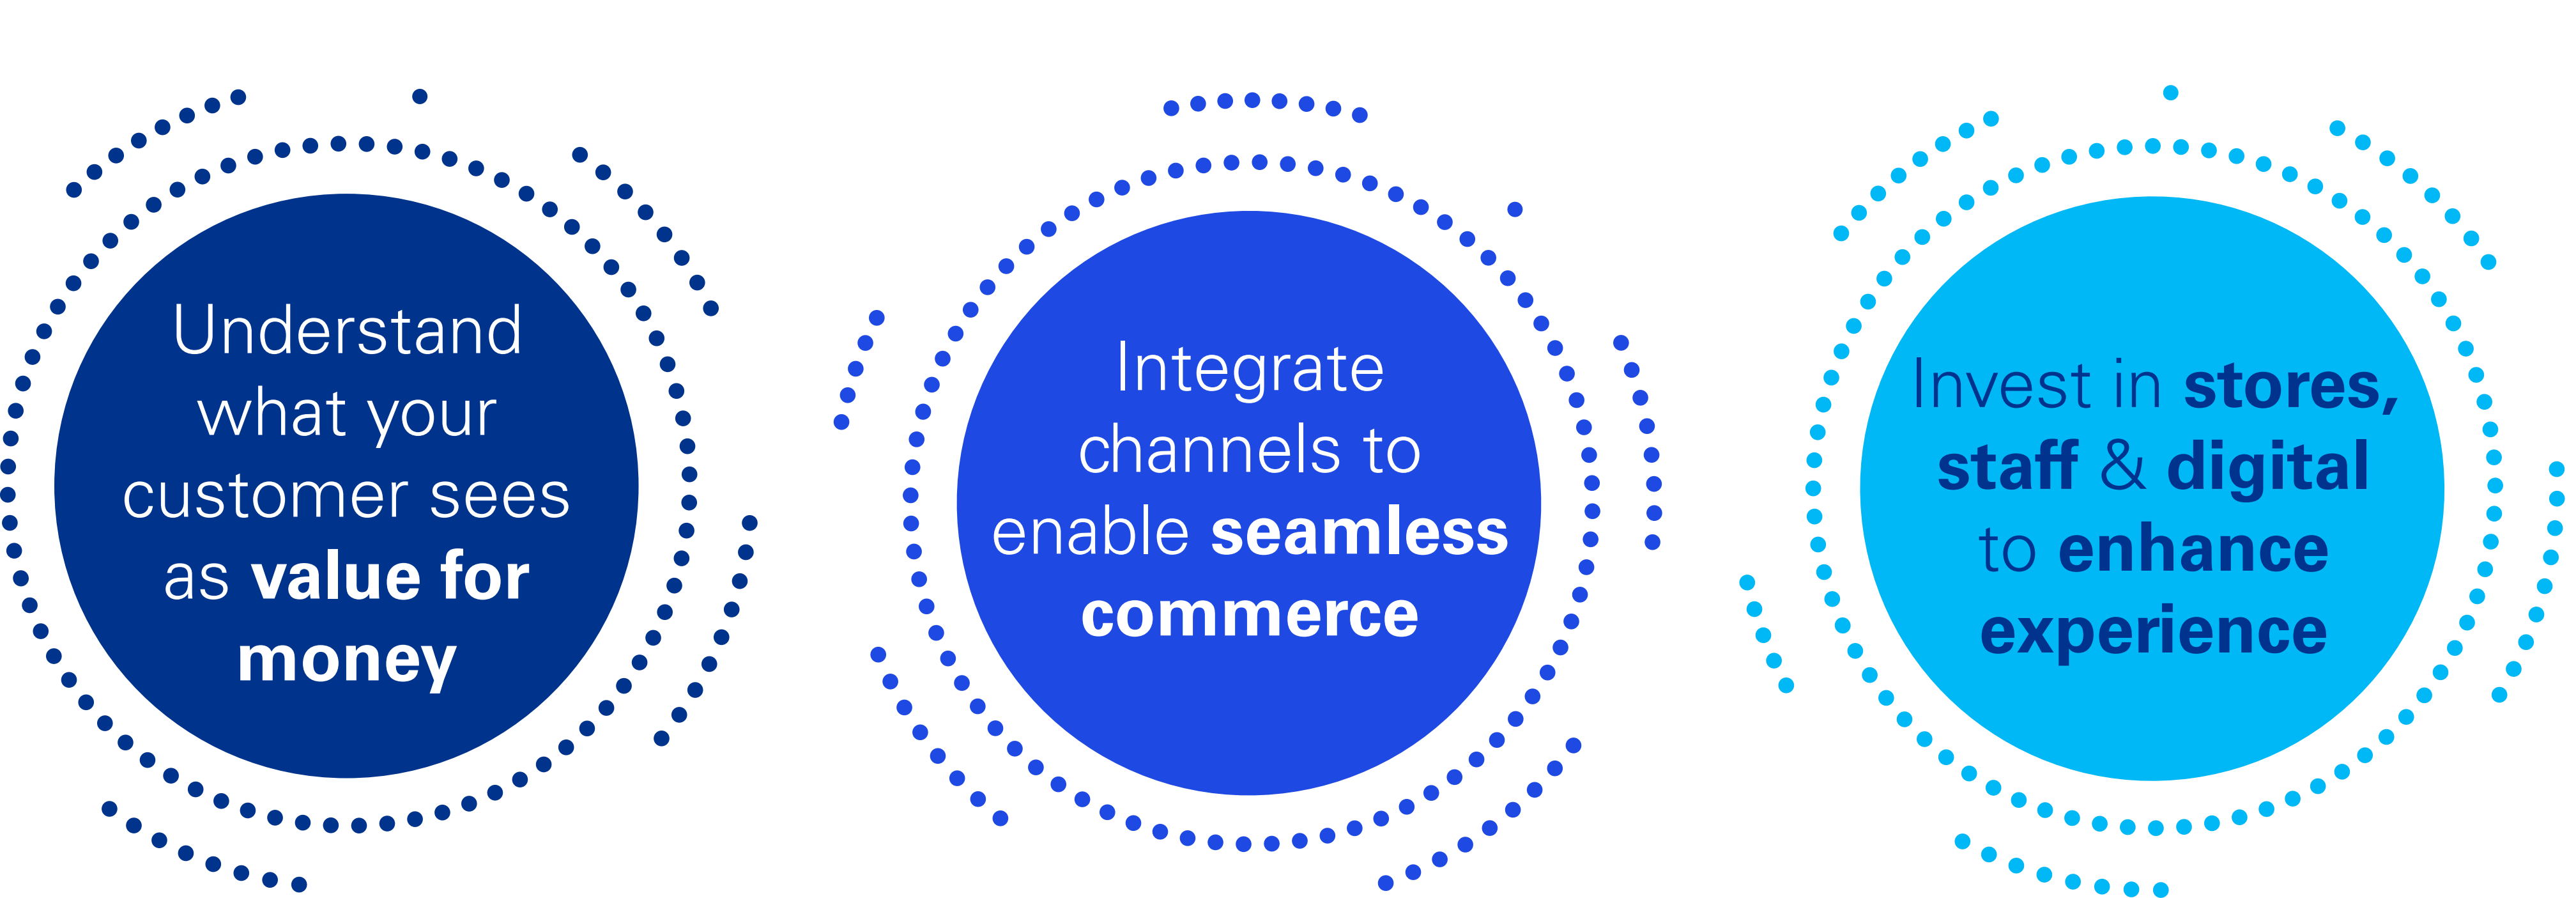 Understand
what your
customer sees
as value for
money
Integrate
channels to
enable seamless
commerce
Invest in stores,
staff & digital
to enhance
experience